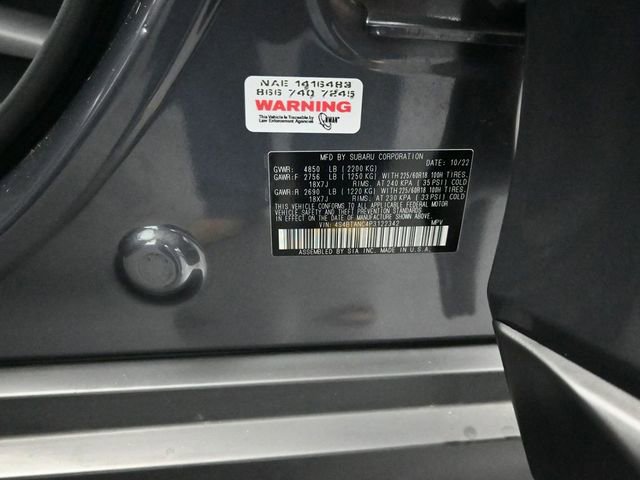 NAE 1416483
866 740 7245
WARNING
This Vehicle is Traceable by
Law Enforcement Agencies
MFD BY SUBARU CORPORATION DATE: 10/22
GVWR: 4850 LB (2200 KG)
GAWR:F 2756 LB (1250 KG) WITH 225/60R18 100H TIRES,
18X7J RIMS, AT 240 KPA (35 PSI) COLD
GAWR:R 2690 LB (1220 KG) WITH 225/60R18 100H TIRES,
18X7J RIMS, AT 230 KPA (33 PSI) COLD
THIS VEHICLE CONFORMS TO ALL APPLICABLE FEDERAL MOTOR
VEHICLE SAFETY AND THEFT PREVENTION STANDARDS
IN EFFECT ON THE DATE OF MANUFACTURE SHOWN ABOVE.
VIN: 4S4BTANC4P3122342 MPV
ASSEMBLED BY SIA, INC. MADE IN U.S.A.